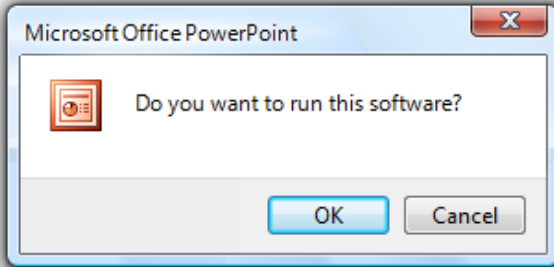 Microsoft Office PowerPoint
Do you want to run this software?
OK
Cancel